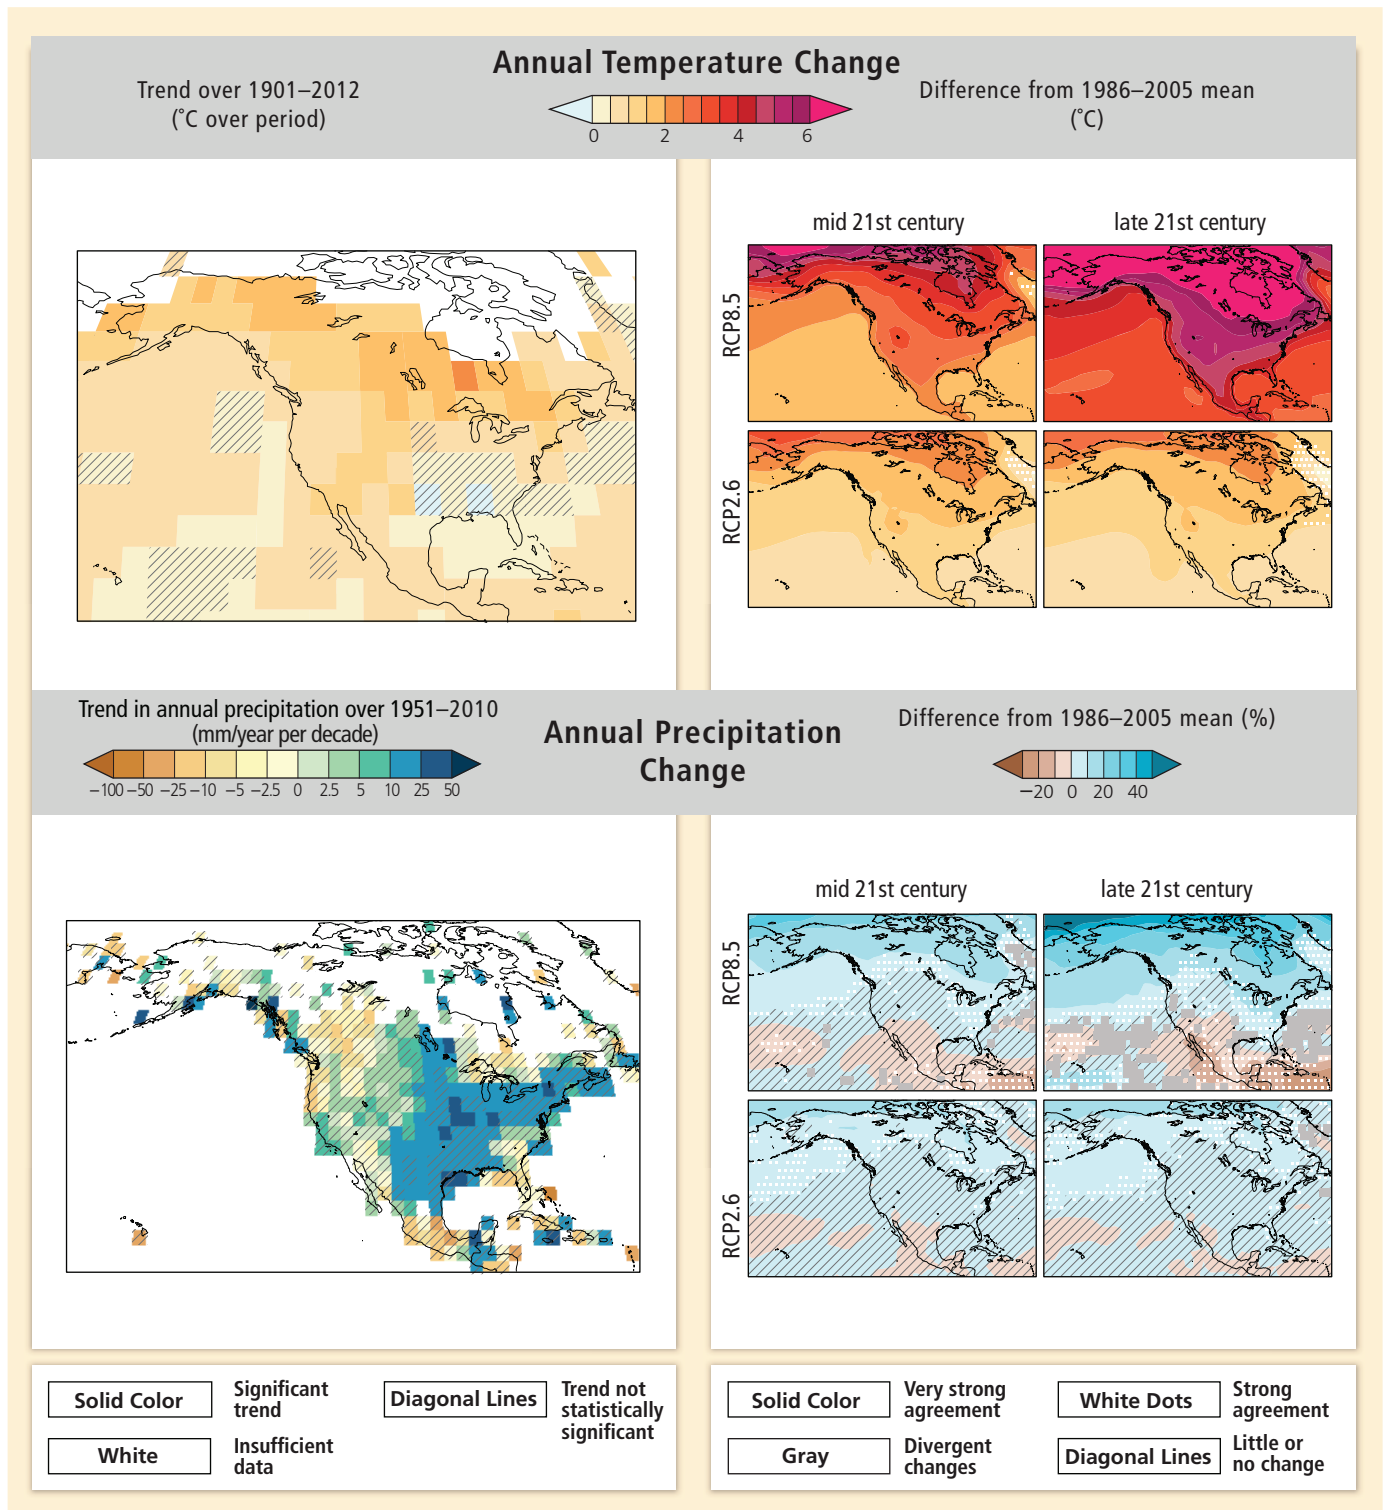 Annual Temperature Change
Trend over 1901–2012
(˚C over period)
0 2 4 6
Difference from 1986–2005 mean
(˚C)
mid 21st century
late 21st century
RCP8.5
RCP2.6
Trend in annual precipitation over 1951–2010
(mm/year per decade)
−100 −50 −25 −10 −5 −2.5 0 2.5 5 10 25 50
Annual Precipitation
Change
Difference from 1986–2005 mean (%)
−20 0 20 40
mid 21st century
late 21st century
RCP8.5
RCP2.6
Solid Color
Significant
trend
Diagonal Lines
Trend not
statistically
significant
White
Insufficient
data
Solid Color
Very strong
agreement
White Dots
Strong
agreement
Gray
Divergent
changes
Diagonal Lines
Little or
no change